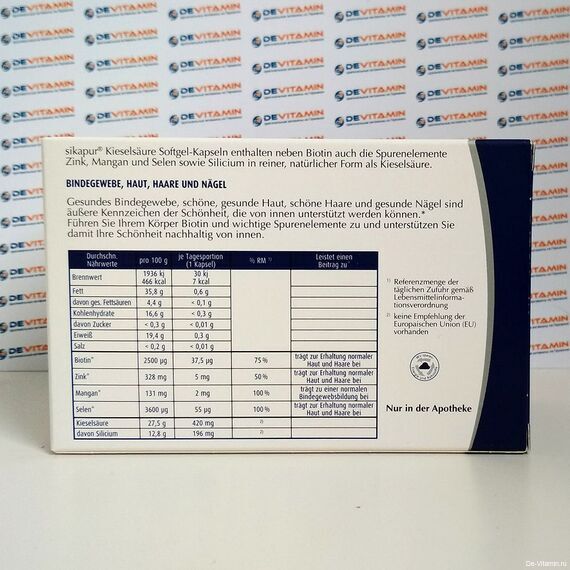 DEVITAMIN
sikapur® Kieselsäure Softgel-Kapseln enthalten neben Biotin auch die Spurenelemente
Zink, Mangan und Selen sowie Silicium in reiner, natürlicher Form als Kieselsäure.
BINDEGEWEBE, HAUT, HAARE UND NÄGEL
Gesundes Bindegewebe, schöne, gesunde Haut, schöne Haare und gesunde Nägel sind
äußere Kennzeichen der Schönheit, die von innen unterstützt werden können.*
Führen Sie Ihrem Körper Biotin und wichtige Spurenelemente zu und unterstützen Sie
damit Ihre Schönheit nachhaltig von innen.
Durchschn. Nährwerte pro 100 g je Tagesportion (1 Kapsel) % RM ¹⁾ Leistet einen Beitrag zu*
Brennwert 1936 kj 466 kcal 30 kj 7 kcal
Fett 35,8 g 0,6 g
davon ges. Fettsäuren 4,4 g < 0,1 g
Kohlenhydrate 16,6 g < 0,3 g
davon Zucker < 0,3 g < 0,01 g
Eiweiß 19,4 g 0,3 g
Salz < 0,2 g < 0,01 g
Biotin* 2500 µg 37,5 µg 75 % trägt zur Erhaltung normaler Haut und Haare bei
Zink* 328 mg 5 mg 50 % trägt zur Erhaltung normaler Haut und Haare bei
Mangan* 131 mg 2 mg 100 % trägt zu einer normalen Bindegewebsbildung bei
Selen* 3600 µg 55 µg 100 % trägt zur Erhaltung normaler Haut und Haare bei
Kieselsäure 27,5 g 420 mg ²⁾
davon Silicium 12,8 g 196 mg ²⁾
¹⁾ Referenzmenge der
täglichen Zufuhr gemäß
Lebensmittelinforma-
tionsverordnung
²⁾ keine Empfehlung der
Europäischen Union (EU)
vorhanden
Nur in der Apotheke
De-Vitamin.ru